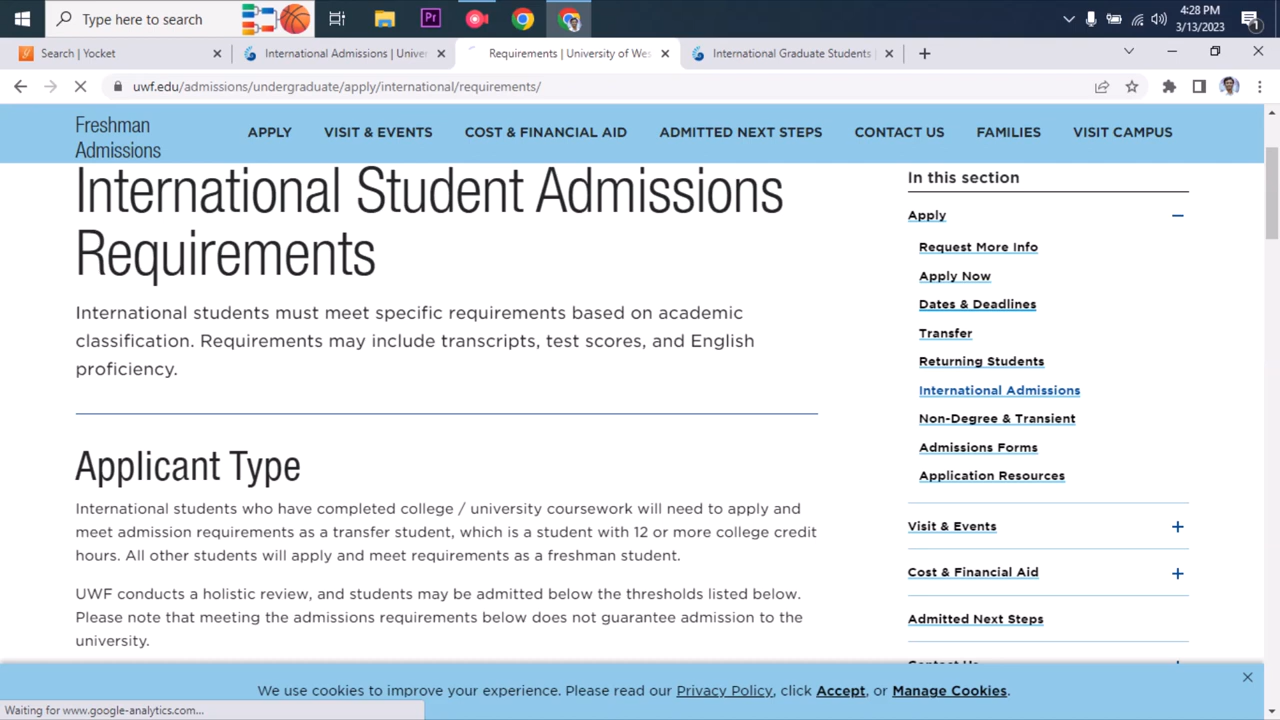 Type here to search
Pr
4:28 PM
3/13/2023
1
Search | Yocket
International Admissions | Univer
Requirements | University of Wes
International Graduate Students |
uwf.edu/admissions/undergraduate/apply/international/requirements/
Freshman
Admissions
APPLY
VISIT & EVENTS
COST & FINANCIAL AID
ADMITTED NEXT STEPS
CONTACT US
FAMILIES
VISIT CAMPUS
International Student Admissions
Requirements
International students must meet specific requirements based on academic
classification. Requirements may include transcripts, test scores, and English
proficiency.
Applicant Type
International students who have completed college / university coursework will need to apply and
meet admission requirements as a transfer student, which is a student with 12 or more college credit
hours. All other students will apply and meet requirements as a freshman student.
UWF conducts a holistic review, and students may be admitted below the thresholds listed below.
Please note that meeting the admissions requirements below does not guarantee admission to the
university.
In this section
Apply
Request More Info
Apply Now
Dates & Deadlines
Transfer
Returning Students
International Admissions
Non-Degree & Transient
Admissions Forms
Application Resources
Visit & Events
Cost & Financial Aid
Admitted Next Steps
Contact Us
We use cookies to improve your experience. Please read our Privacy Policy, click Accept, or Manage Cookies.
Waiting for www.google-analytics.com...